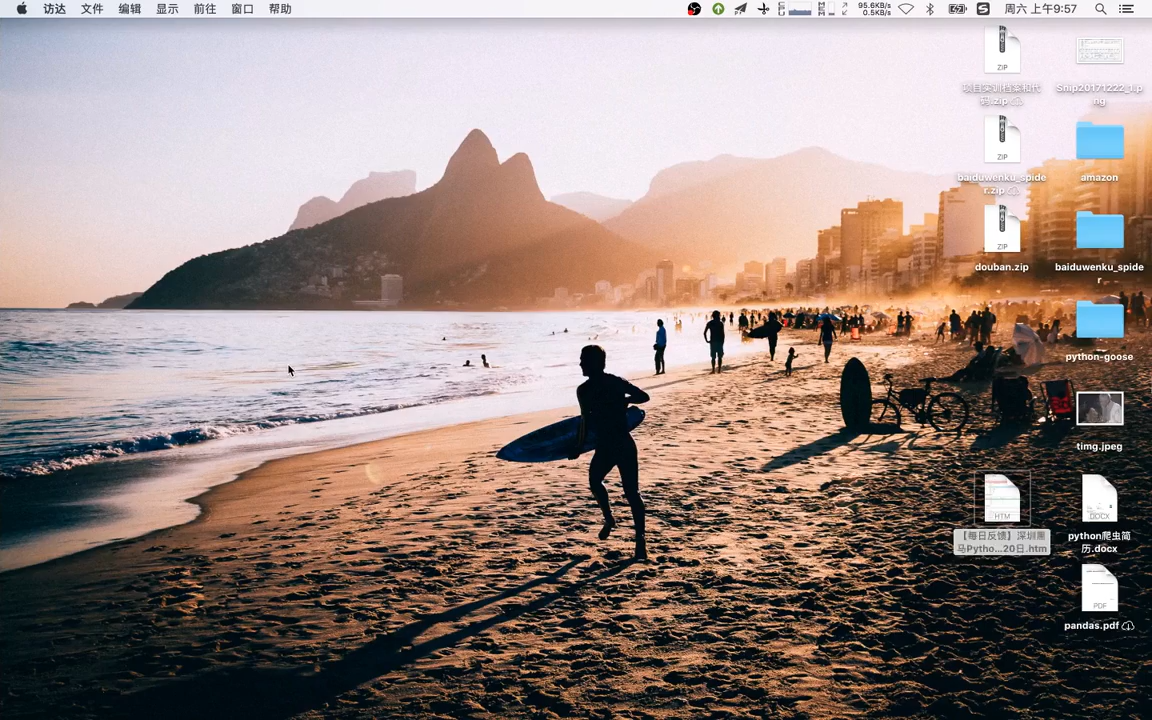 访达 文件 编辑 显示 前往 窗口 帮助
95.6KB/s
0.5KB/s
周六 上午9:57
ZIP
项目实训档案和代
码.zip
Snip20171222_1.p
ng
ZIP
baiduwenku_spide
r.zip
amazon
ZIP
douban.zip
baiduwenku_spide
r
python-goose
timg.jpeg
HTM
【每日反馈】深圳黑
马Pytho...20日.htm
DOCX
python爬虫简
历.docx
PDF
pandas.pdf